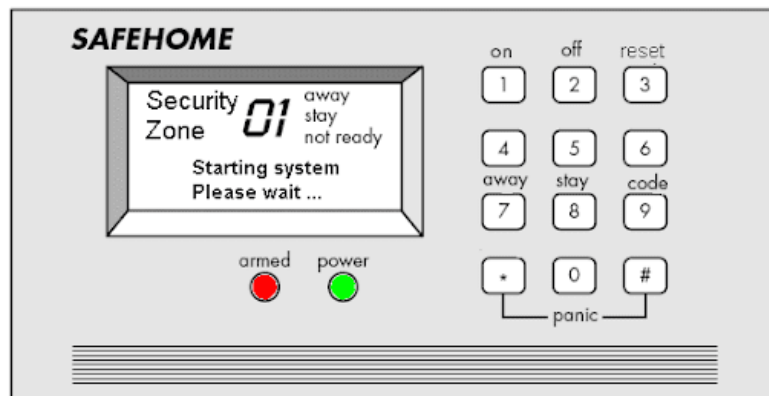 SAFEHOME
Security Zone 01
away
stay
not ready
Starting system
Please wait ...
armed power
on off reset
1 2 3
4 5 6
away stay code
7 8 9
* 0 #
panic